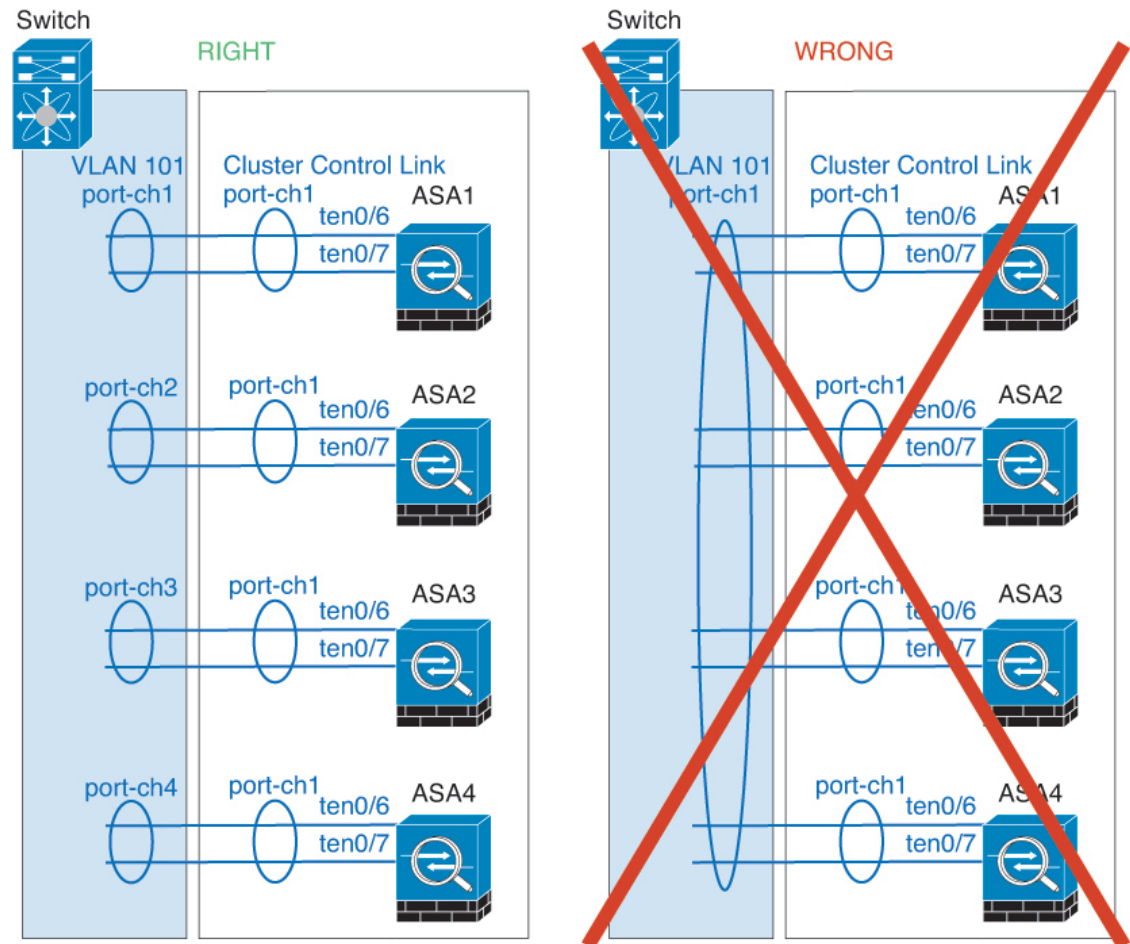 Switch
RIGHT
VLAN 101
port-ch1
Cluster Control Link
port-ch1
ten0/6
ten0/7
ASA1
port-ch2
port-ch1
ten0/6
ten0/7
ASA2
port-ch3
port-ch1
ten0/6
ten0/7
ASA3
port-ch4
port-ch1
ten0/6
ten0/7
ASA4
Switch
WRONG
VLAN 101
port-ch1
Cluster Control Link
port-ch1
ten0/6
ten0/7
ASA1
port-ch1
ten0/6
ten0/7
ASA2
port-ch1
ten0/6
ten0/7
ASA3
port-ch1
ten0/6
ten0/7
ASA4